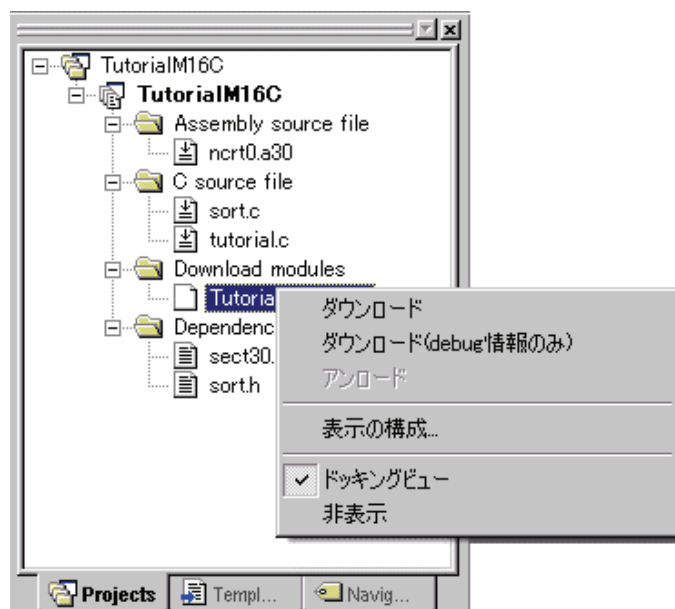 TutorialM16C
TutorialM16C
Assembly source file
ncrt0.a30
C source file
sort.c
tutorial.c
Download modules
Tutoria
Dependenc
sect30.
sort.h
ダウンロード
ダウンロード(debug情報のみ)
アンロード
表示の構成...
ドッキングビュー
非表示
Projects
Templ...
Navig...